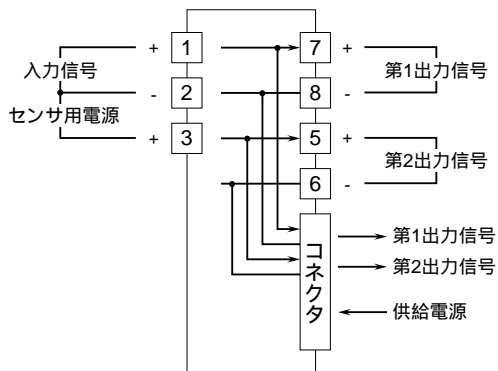 + 1 7 +
入力信号 第1出力信号
- 2 8 -
センサ用電源
+ 3 5 +
第2出力信号
6 -
コネクタ
第1出力信号
第2出力信号
供給電源